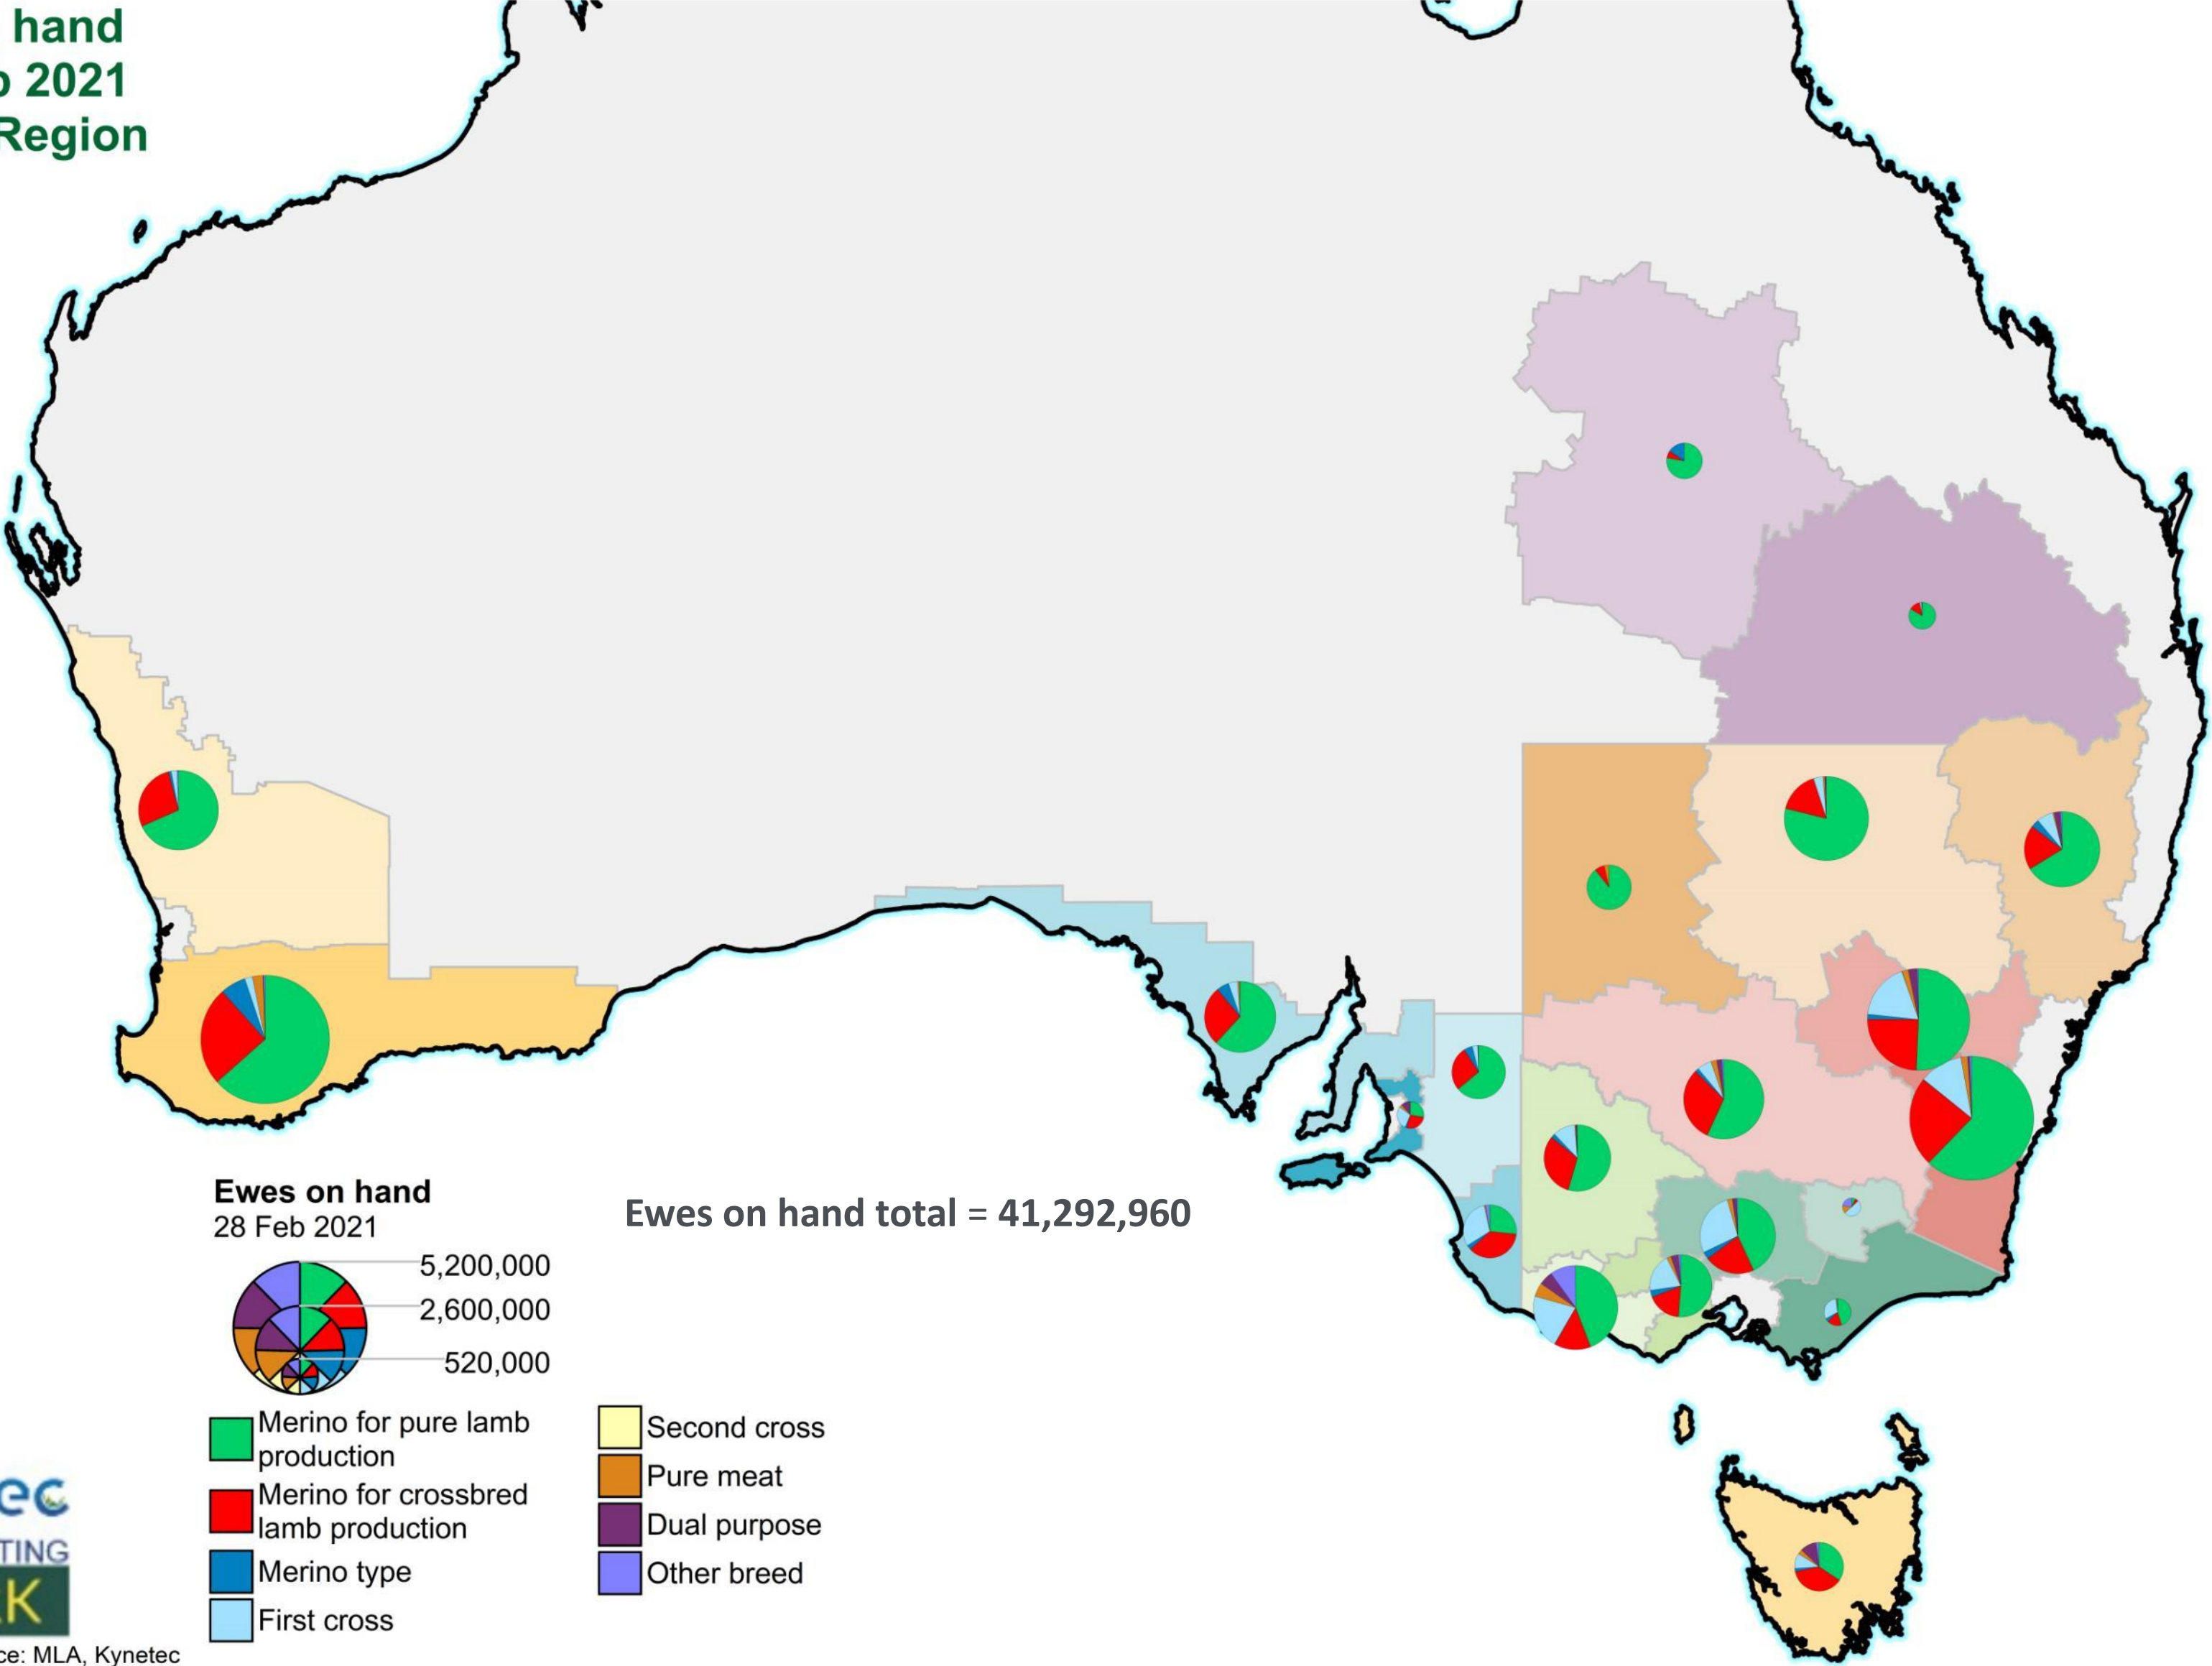 hand
2021
Region
Ewes on hand
28 Feb 2021
5,200,000
2,600,000
520,000
Ewes on hand total = 41,292,960
Merino for pure lamb
production
Merino for crossbred
lamb production
Merino type
First cross
Second cross
Pure meat
Dual purpose
Other breed
ec
TING
K
ce: MLA, Kynetec